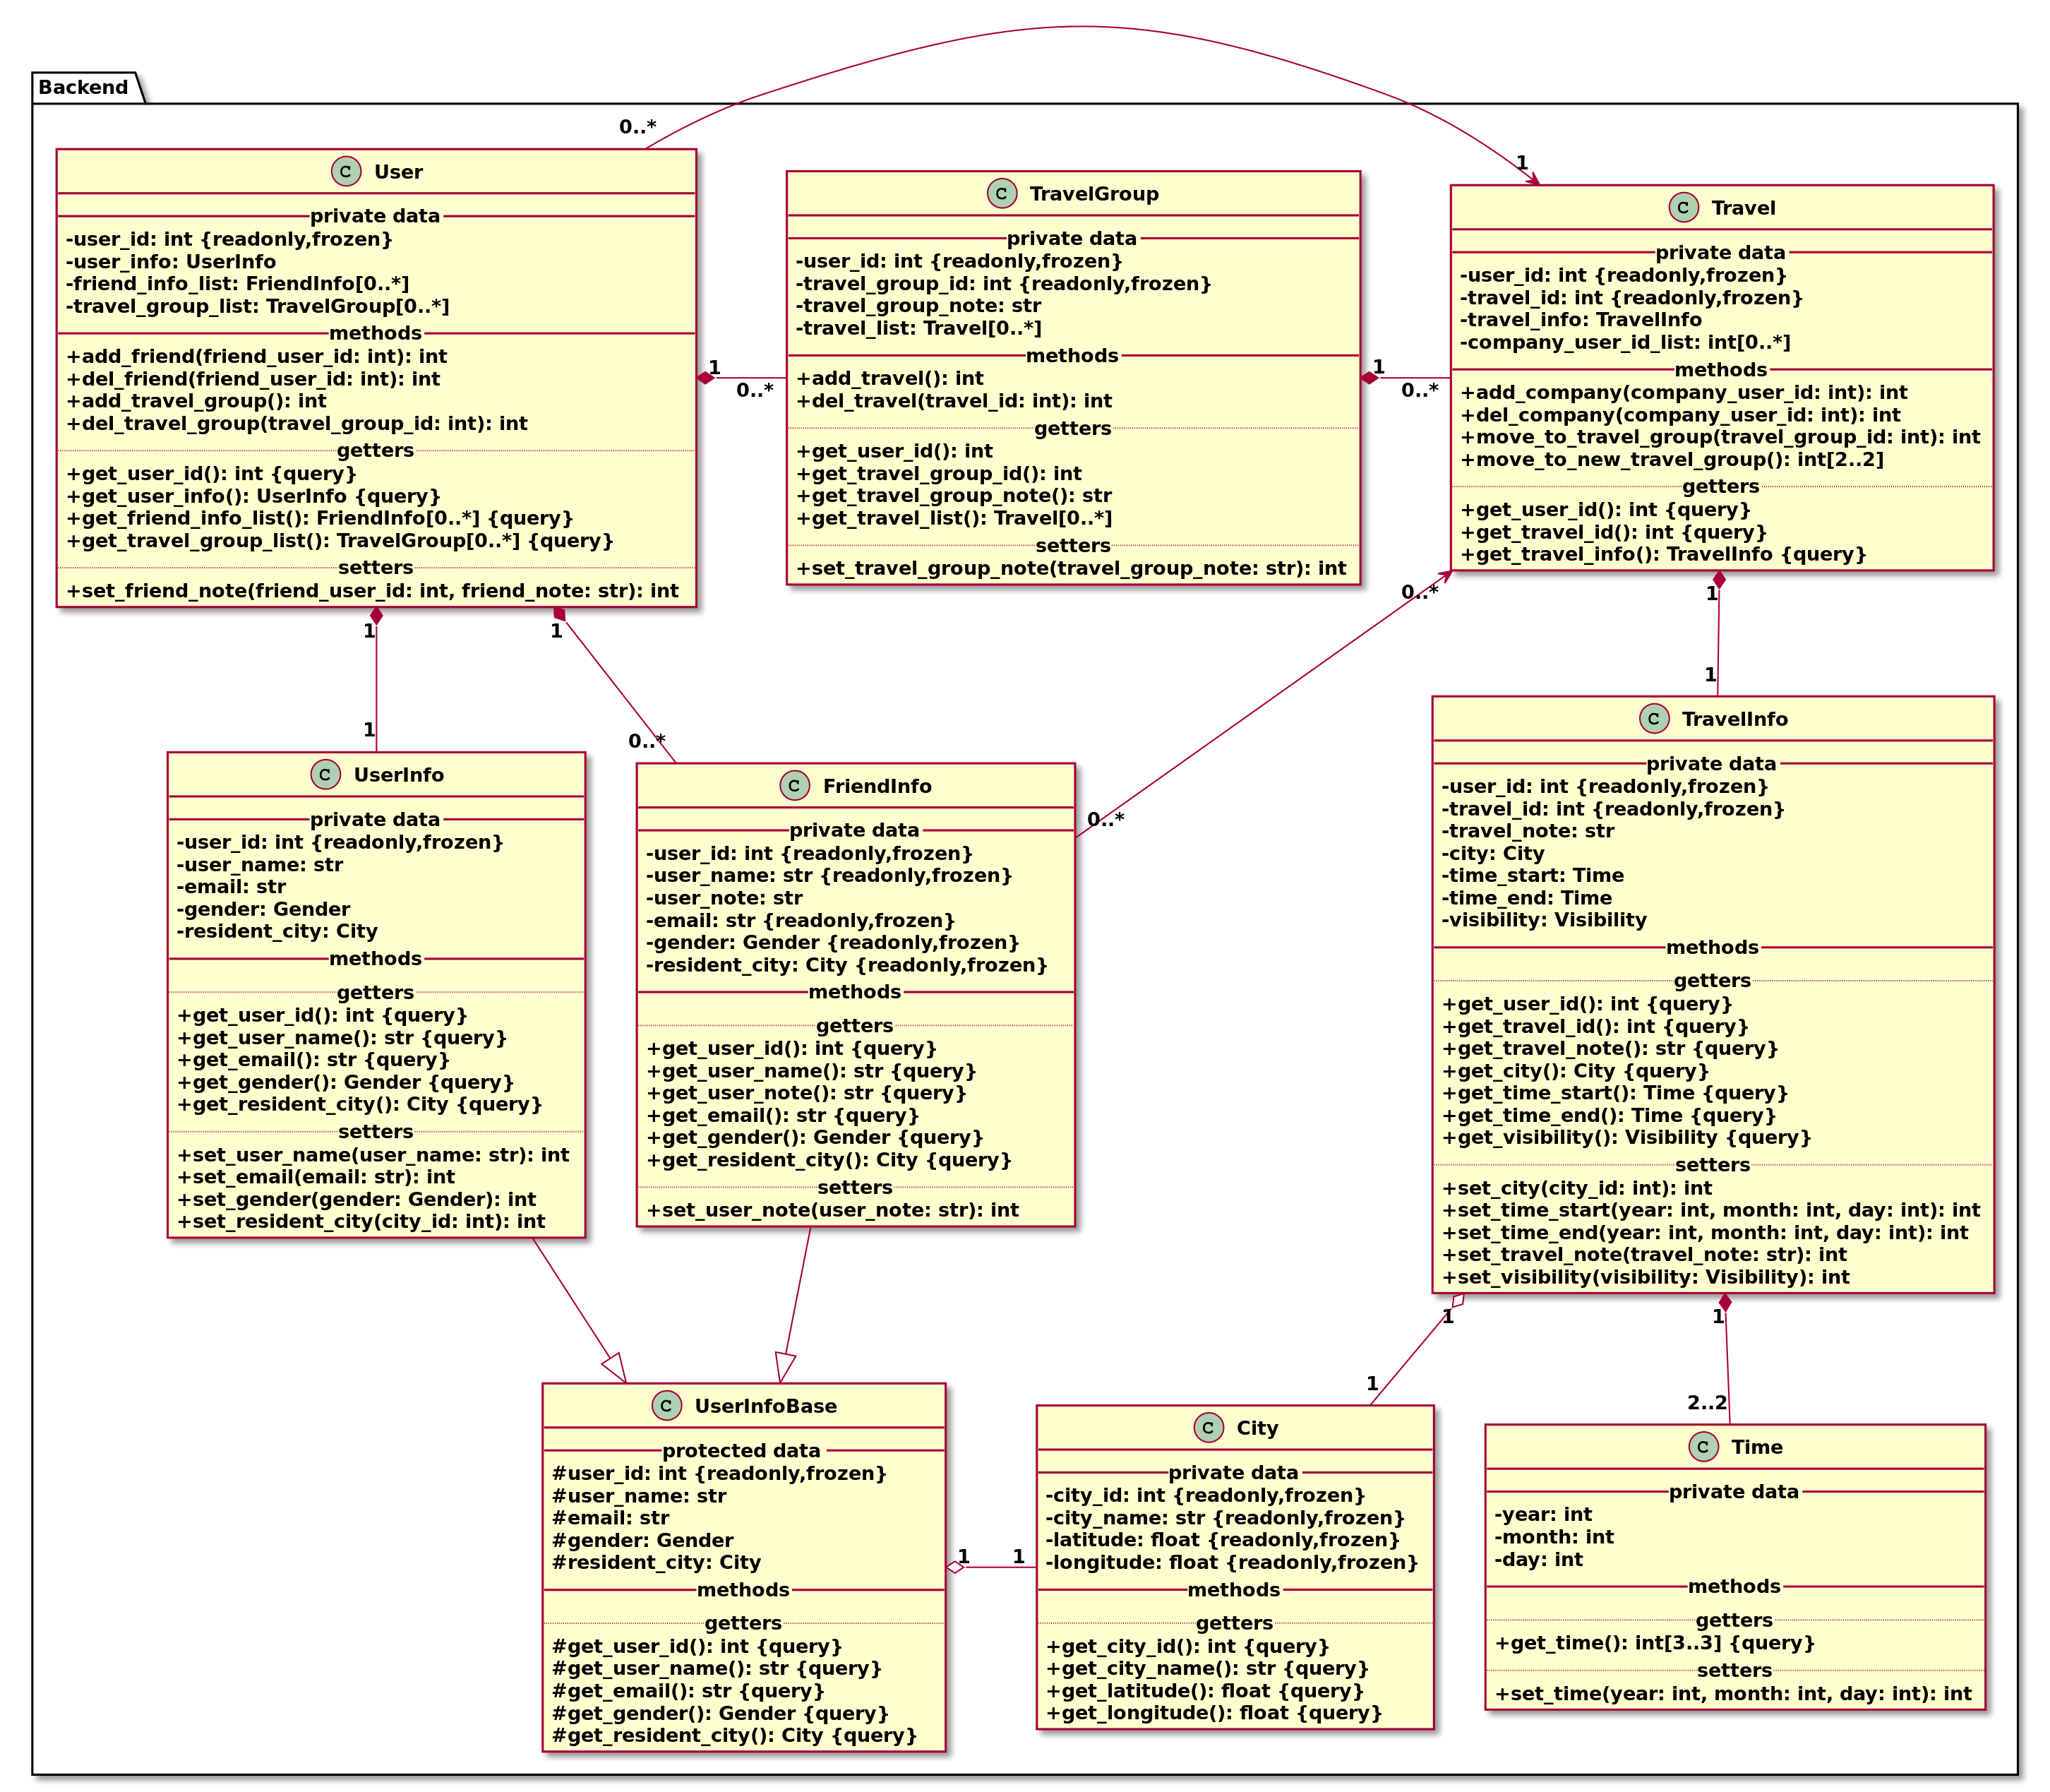 Backend
0..*
1
C User
private data
-user_id: int {readonly,frozen}
-user_info: UserInfo
-friend_info_list: FriendInfo[0..*]
-travel_group_list: TravelGroup[0..*]
methods
+add_friend(friend_user_id: int): int
+del_friend(friend_user_id: int): int
+add_travel_group(): int
+del_travel_group(travel_group_id: int): int
getters
+get_user_id(): int {query}
+get_user_info(): UserInfo {query}
+get_friend_info_list(): FriendInfo[0..*] {query}
+get_travel_group_list(): TravelGroup[0..*] {query}
setters
+set_friend_note(friend_user_id: int, friend_note: str): int
1
0..*
C TravelGroup
private data
-user_id: int {readonly,frozen}
-travel_group_id: int {readonly,frozen}
-travel_group_note: str
-travel_list: Travel[0..*]
methods
+add_travel(): int
+del_travel(travel_id: int): int
getters
+get_user_id(): int
+get_travel_group_id(): int
+get_travel_group_note(): str
+get_travel_list(): Travel[0..*]
setters
+set_travel_group_note(travel_group_note: str): int
1
0..*
C Travel
private data
-user_id: int {readonly,frozen}
-travel_id: int {readonly,frozen}
-travel_info: TravelInfo
-company_user_id_list: int[0..*]
methods
+add_company(company_user_id: int): int
+del_company(company_user_id: int): int
+move_to_travel_group(travel_group_id: int): int
+move_to_new_travel_group(): int[2..2]
getters
+get_user_id(): int {query}
+get_travel_id(): int {query}
+get_travel_info(): TravelInfo {query}
1
1
1
0..*
0..*
0..*
1
1
C UserInfo
private data
-user_id: int {readonly,frozen}
-user_name: str
-email: str
-gender: Gender
-resident_city: City
methods
getters
+get_user_id(): int {query}
+get_user_name(): str {query}
+get_email(): str {query}
+get_gender(): Gender {query}
+get_resident_city(): City {query}
setters
+set_user_name(user_name: str): int
+set_email(email: str): int
+set_gender(gender: Gender): int
+set_resident_city(city_id: int): int
C FriendInfo
private data
-user_id: int {readonly,frozen}
-user_name: str {readonly,frozen}
-user_note: str
-email: str {readonly,frozen}
-gender: Gender {readonly,frozen}
-resident_city: City {readonly,frozen}
methods
getters
+get_user_id(): int {query}
+get_user_name(): str {query}
+get_user_note(): str {query}
+get_email(): str {query}
+get_gender(): Gender {query}
+get_resident_city(): City {query}
setters
+set_user_note(user_note: str): int
C TravelInfo
private data
-user_id: int {readonly,frozen}
-travel_id: int {readonly,frozen}
-travel_note: str
-city: City
-time_start: Time
-time_end: Time
-visibility: Visibility
methods
getters
+get_user_id(): int {query}
+get_travel_id(): int {query}
+get_travel_note(): str {query}
+get_city(): City {query}
+get_time_start(): Time {query}
+get_time_end(): Time {query}
+get_visibility(): Visibility {query}
setters
+set_city(city_id: int): int
+set_time_start(year: int, month: int, day: int): int
+set_time_end(year: int, month: int, day: int): int
+set_travel_note(travel_note: str): int
+set_visibility(visibility: Visibility): int
1
1
1
2..2
C UserInfoBase
protected data
#user_id: int {readonly,frozen}
#user_name: str
#email: str
#gender: Gender
#resident_city: City
methods
getters
#get_user_id(): int {query}
#get_user_name(): str {query}
#get_email(): str {query}
#get_gender(): Gender {query}
#get_resident_city(): City {query}
1
1
C City
private data
-city_id: int {readonly,frozen}
-city_name: str {readonly,frozen}
-latitude: float {readonly,frozen}
-longitude: float {readonly,frozen}
methods
getters
+get_city_id(): int {query}
+get_city_name(): str {query}
+get_latitude(): float {query}
+get_longitude(): float {query}
C Time
private data
-year: int
-month: int
-day: int
methods
getters
+get_time(): int[3..3] {query}
setters
+set_time(year: int, month: int, day: int): int